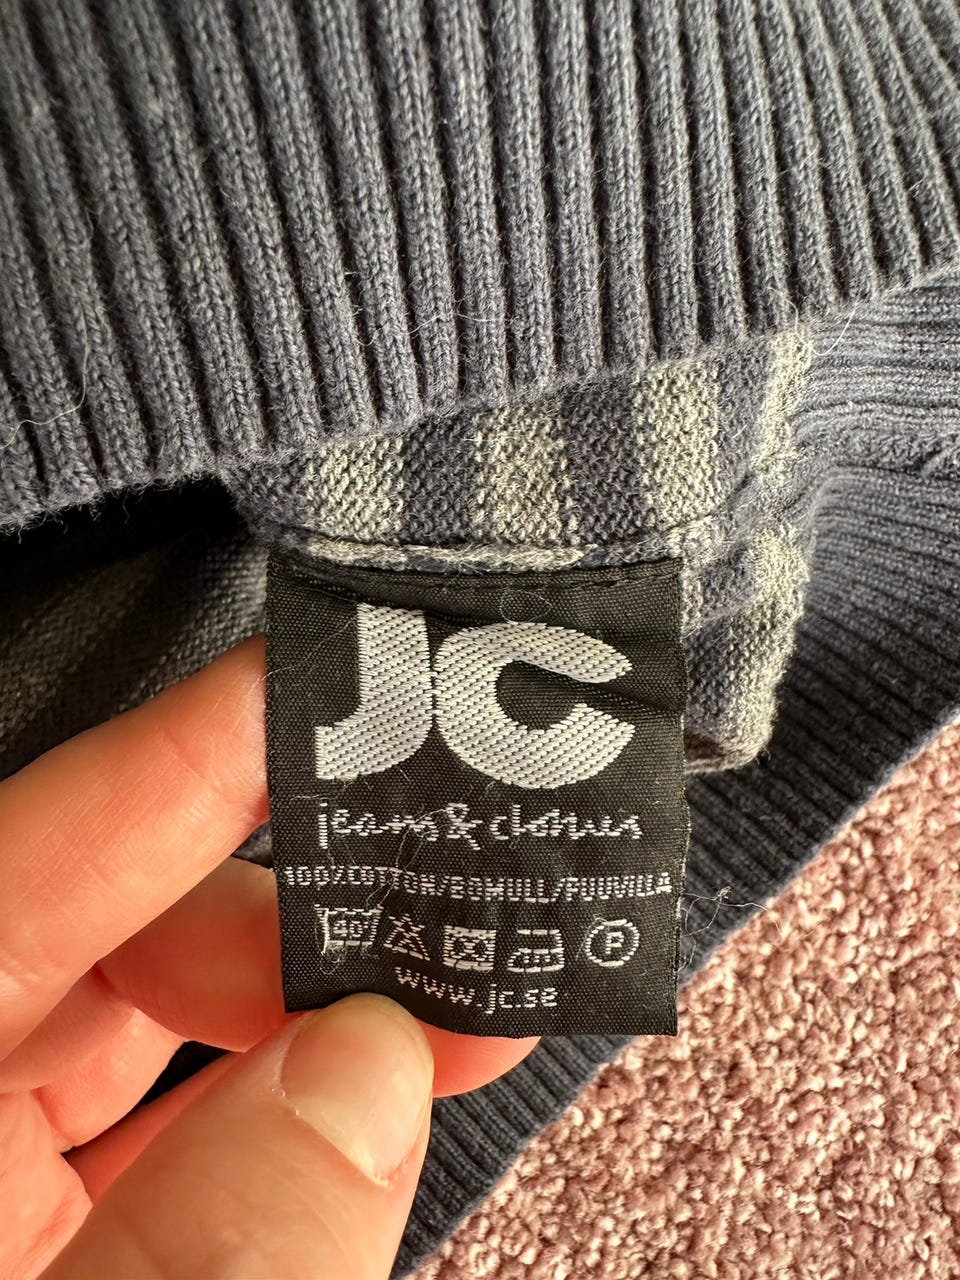 JC
jeans & clothes
100% COTTON/BOMULL/PUUVILLA
40° P
www.jc.se